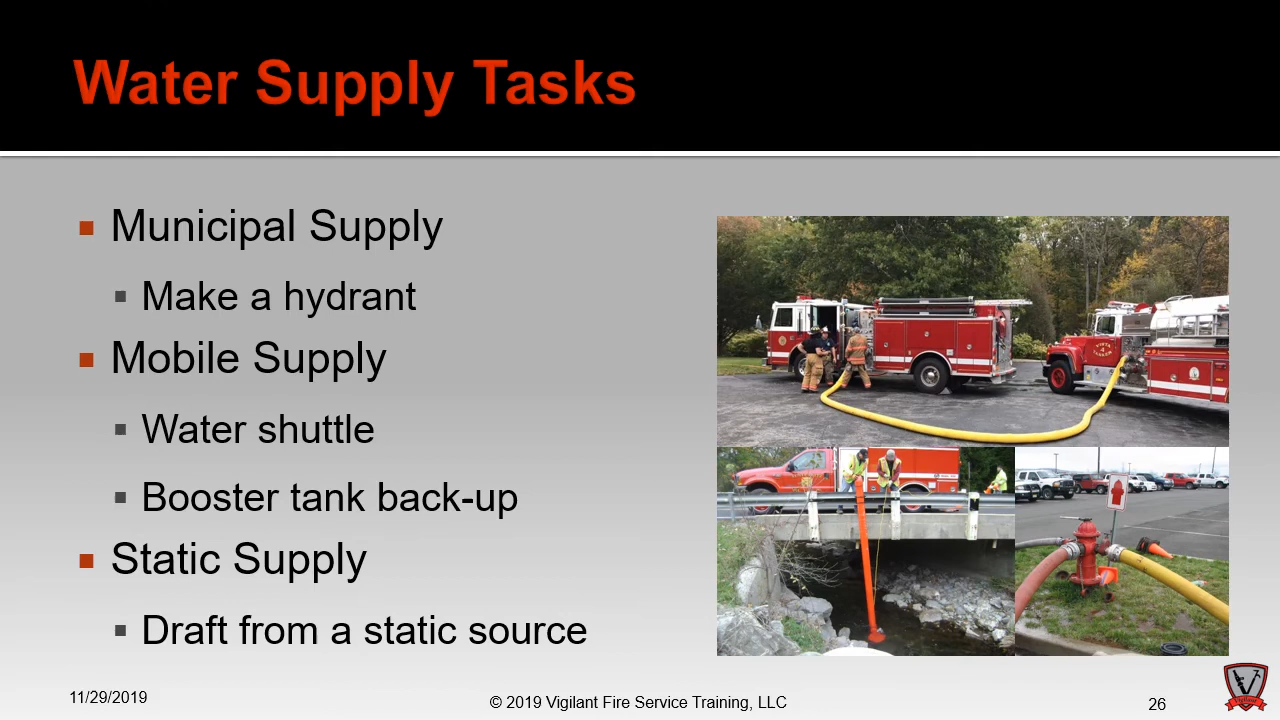 Water Supply Tasks
Municipal Supply
Make a hydrant
Mobile Supply
Water shuttle
Booster tank back-up
Static Supply
Draft from a static source
11/29/2019
© 2019 Vigilant Fire Service Training, LLC
26
Vigilant